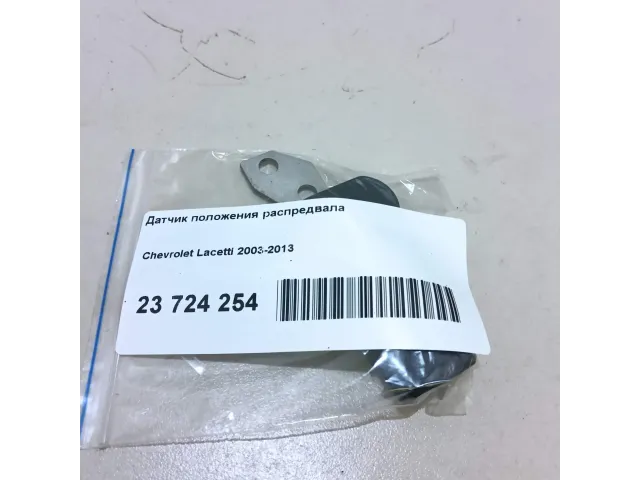 Датчик положения распредвала
Chevrolet Lacetti 2003-2013
23 724 254